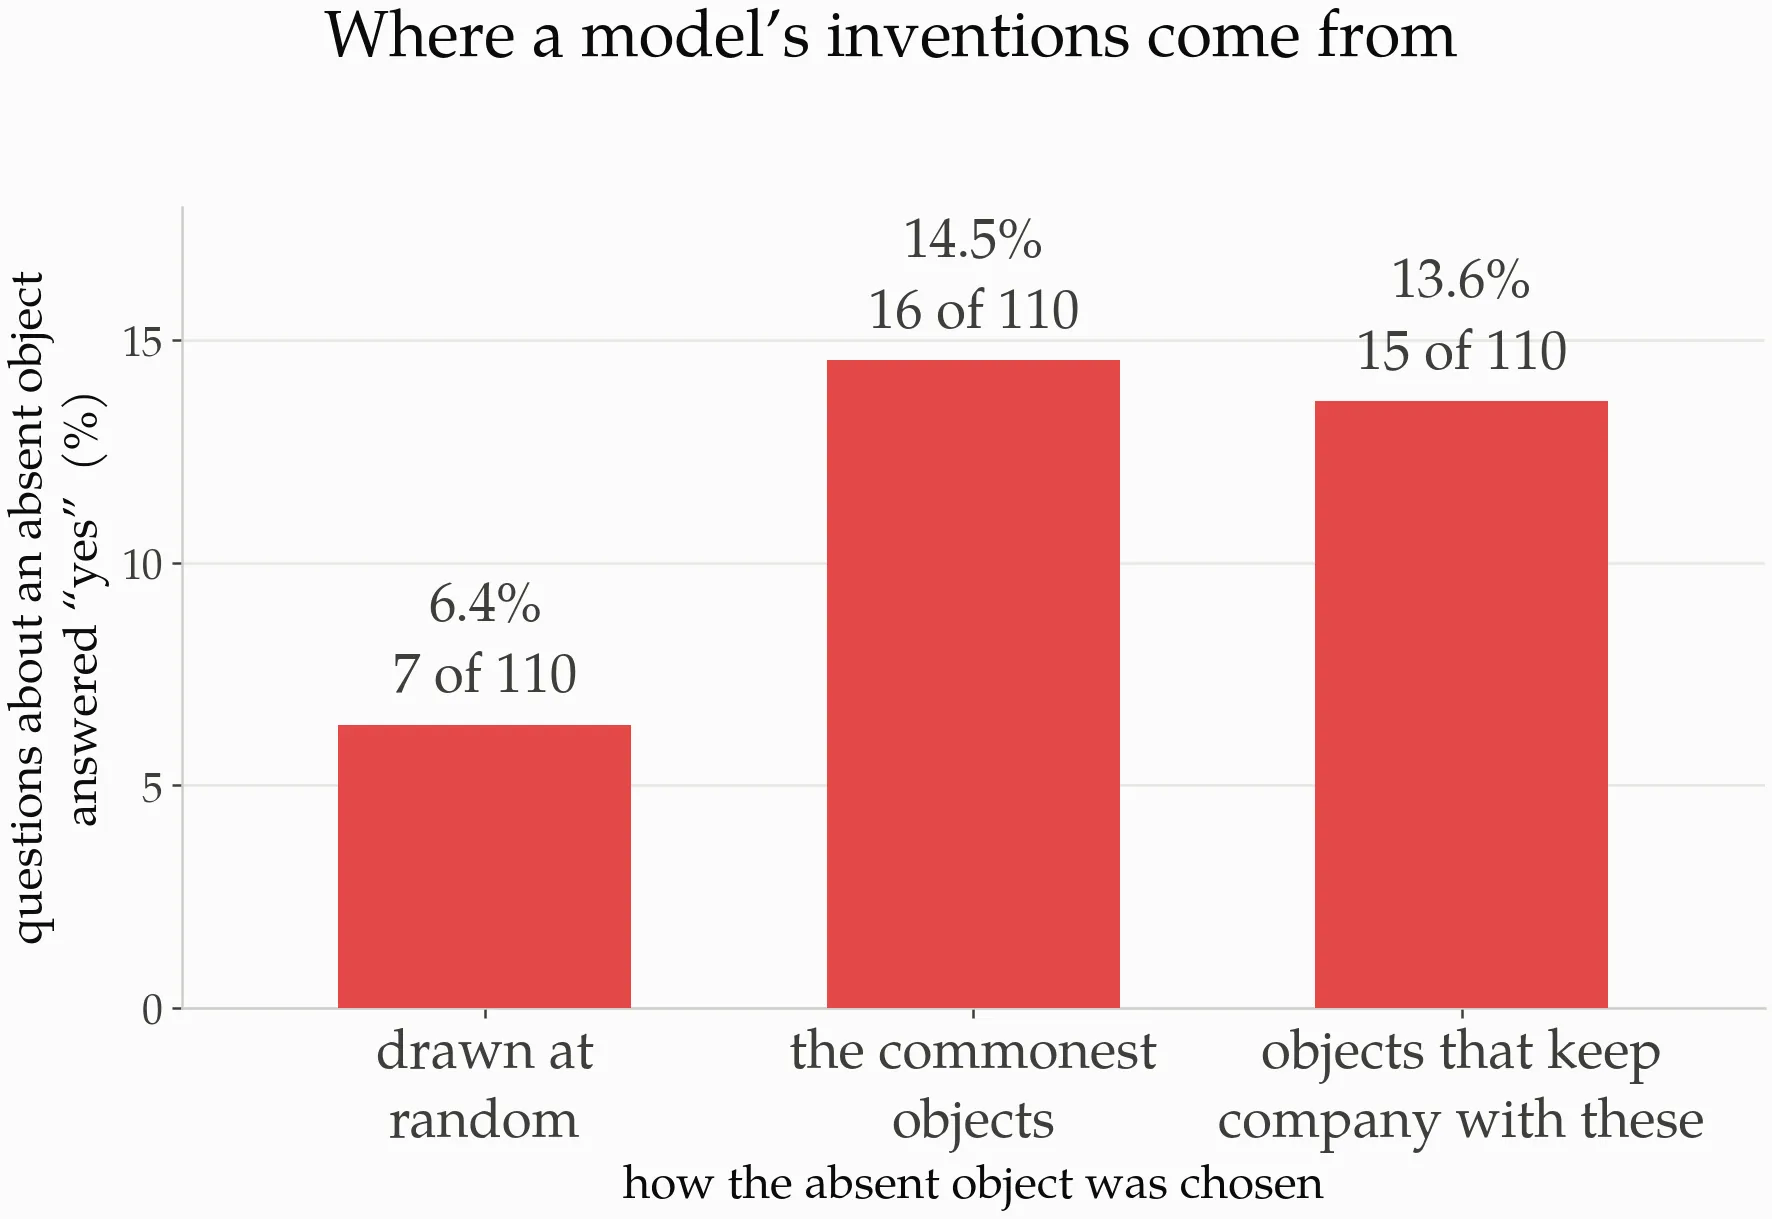 Where a model’s inventions come from
questions about an absent object
answered “yes” (%)
15
10
5
0
14.5%
16 of 110
13.6%
15 of 110
6.4%
7 of 110
drawn at
random
the commonest
objects
objects that keep
company with these
how the absent object was chosen